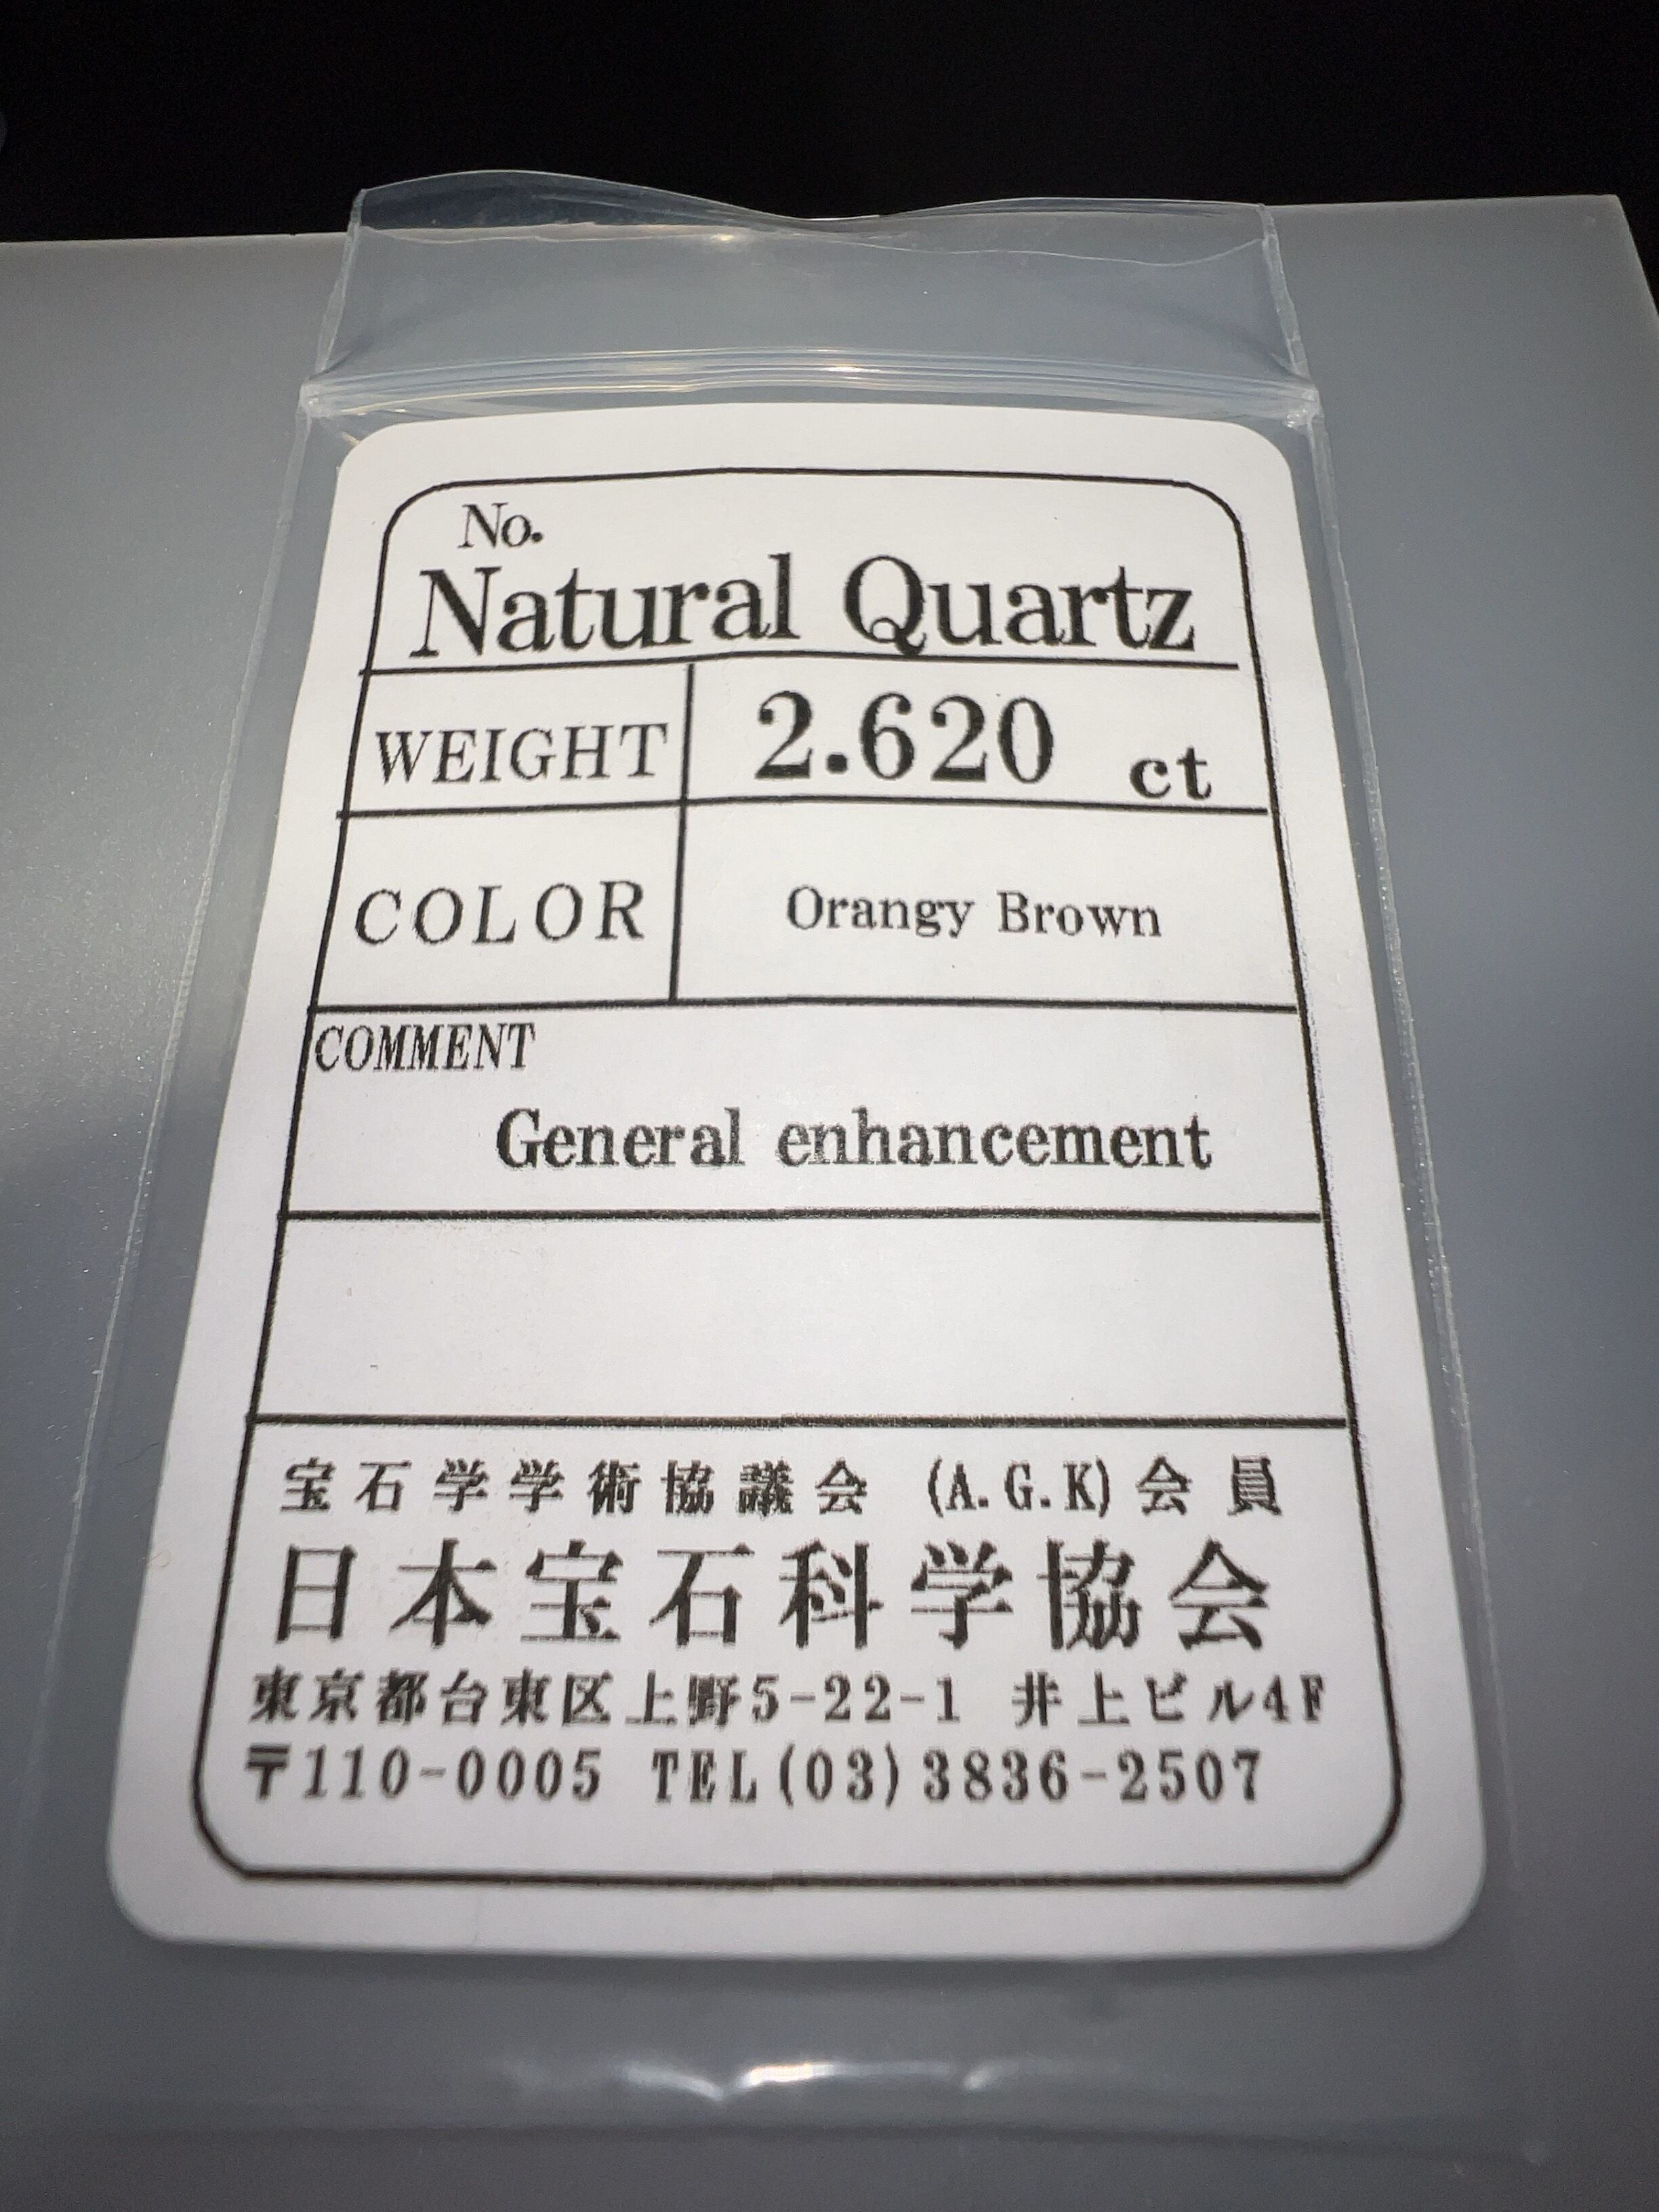 No.
Natural Quartz
WEIGHT 2.620 ct
COLOR Orangy Brown
COMMENT
General enhancement
宝石学学術協議会 (A.G.K) 会員
日本宝石科学協会
東京都台東区上野5-22-1 井上ビル4F
〒110-0005 TEL(03)3836-2507